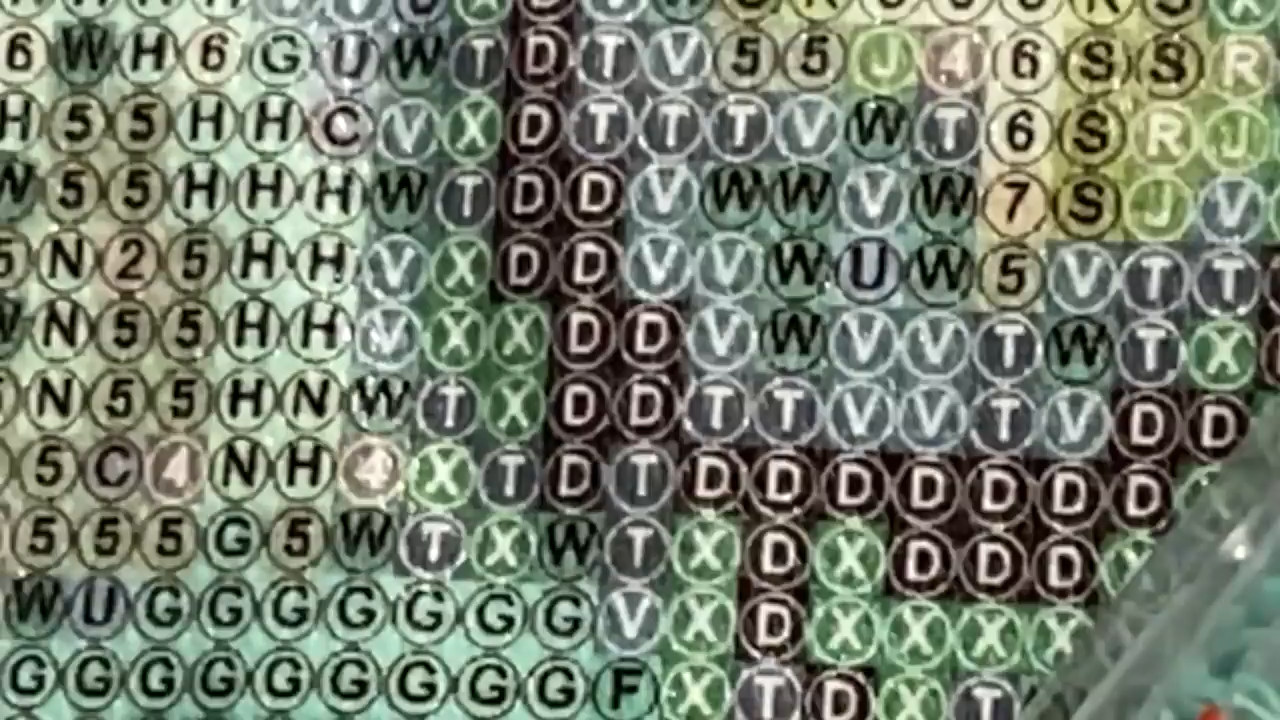 6 W H 6 G U W T D T V 5 5 J 4 6 S S R
H 5 5 H H C V X D T T T V W T 6 S R J
W 5 5 H H H W T D D V W W V W 7 S J V
5 N 2 5 H H V X D D V V W U W 5 V T T
W N 5 5 H H V X X D D V W V V T W T X
N 5 5 H N W T X D D T T V V T V D D
5 C 4 N H 4 X T D T D D D D D D D
5 5 5 G 5 W T X W T X D X D D D X
W U G G G G G G G V X D X X X X
G G G G G G G G G F X T D X T